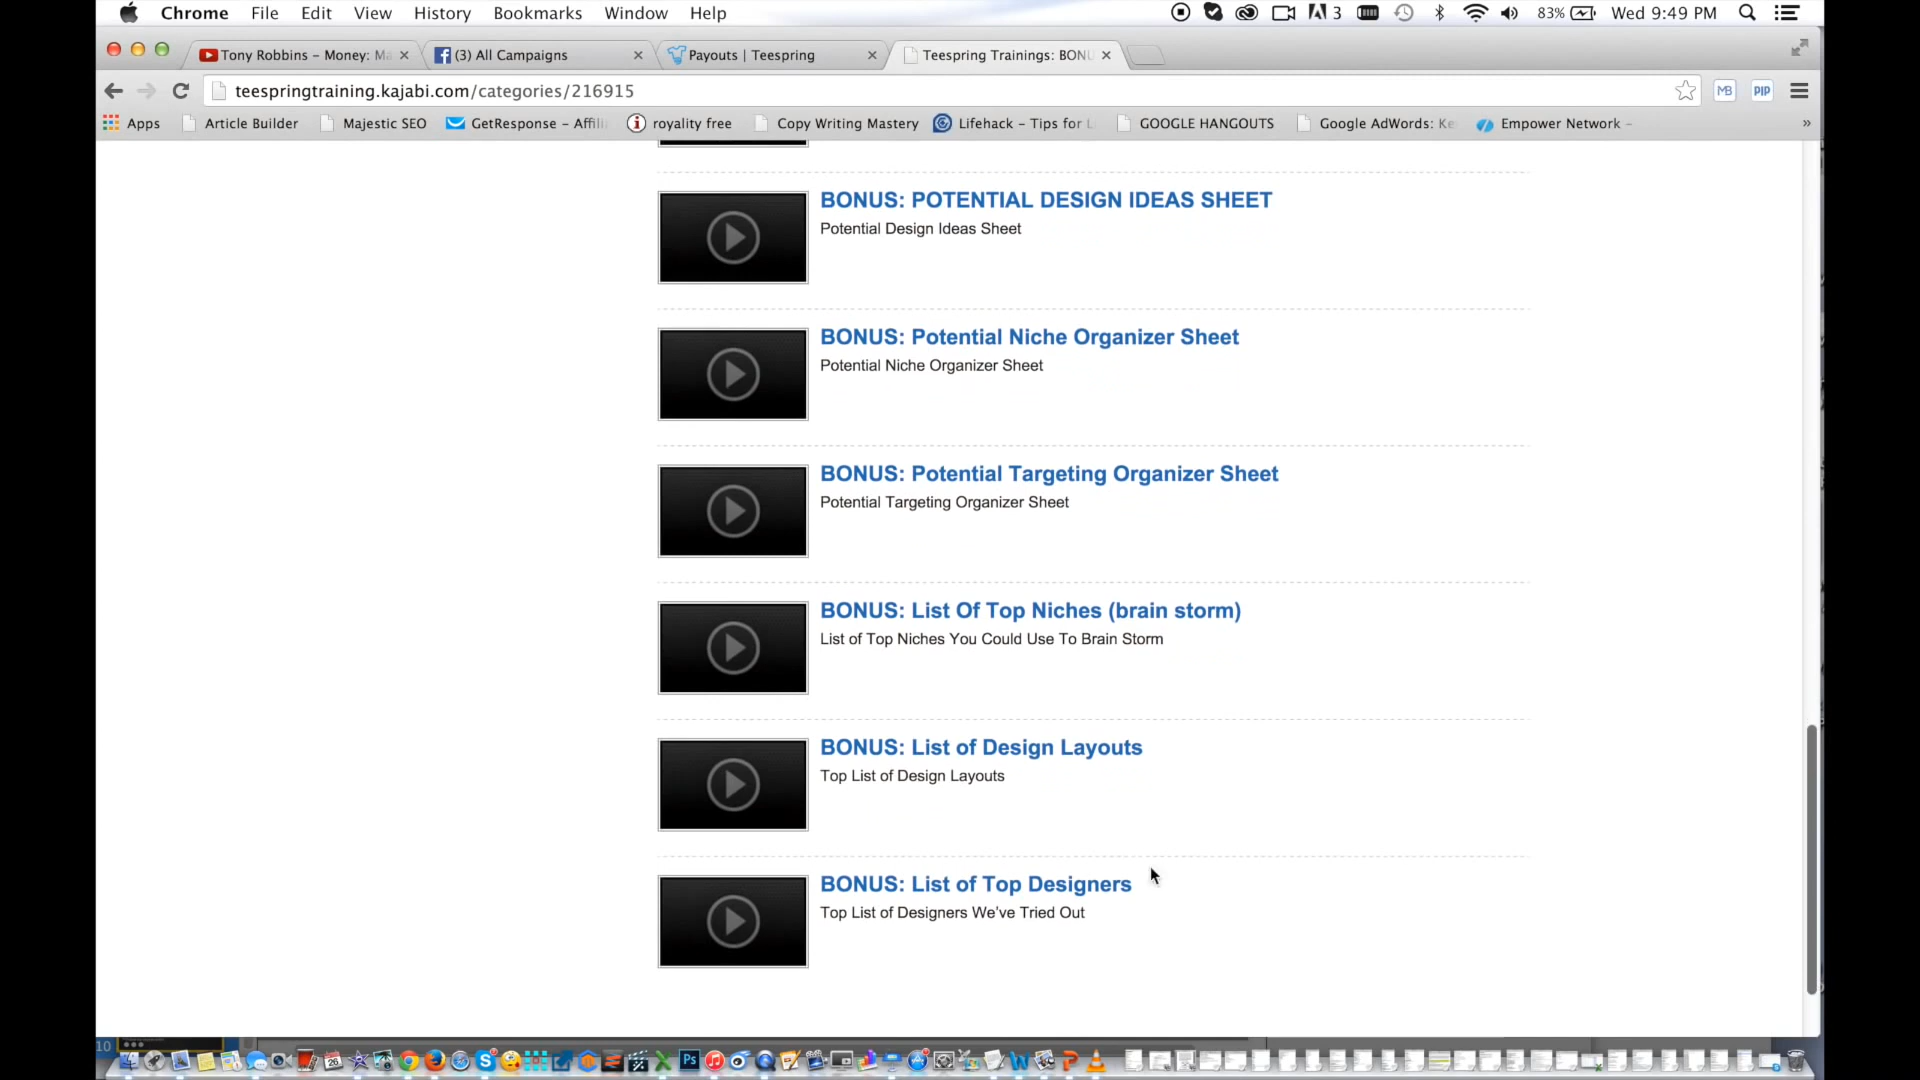 Chrome File Edit View History Bookmarks Window Help 3 83% Wed 9:49 PM
Tony Robbins – Money: Ma (3) All Campaigns Payouts | Teespring Teespring Trainings: BONU
teespringtraining.kajabi.com/categories/216915 MB PIP
Apps Article Builder Majestic SEO GetResponse – Affili royality free Copy Writing Mastery Lifehack – Tips for L GOOGLE HANGOUTS Google AdWords: Ke Empower Network – »
BONUS: POTENTIAL DESIGN IDEAS SHEET
Potential Design Ideas Sheet
BONUS: Potential Niche Organizer Sheet
Potential Niche Organizer Sheet
BONUS: Potential Targeting Organizer Sheet
Potential Targeting Organizer Sheet
BONUS: List Of Top Niches (brain storm)
List of Top Niches You Could Use To Brain Storm
BONUS: List of Design Layouts
Top List of Design Layouts
BONUS: List of Top Designers
Top List of Designers We've Tried Out
10